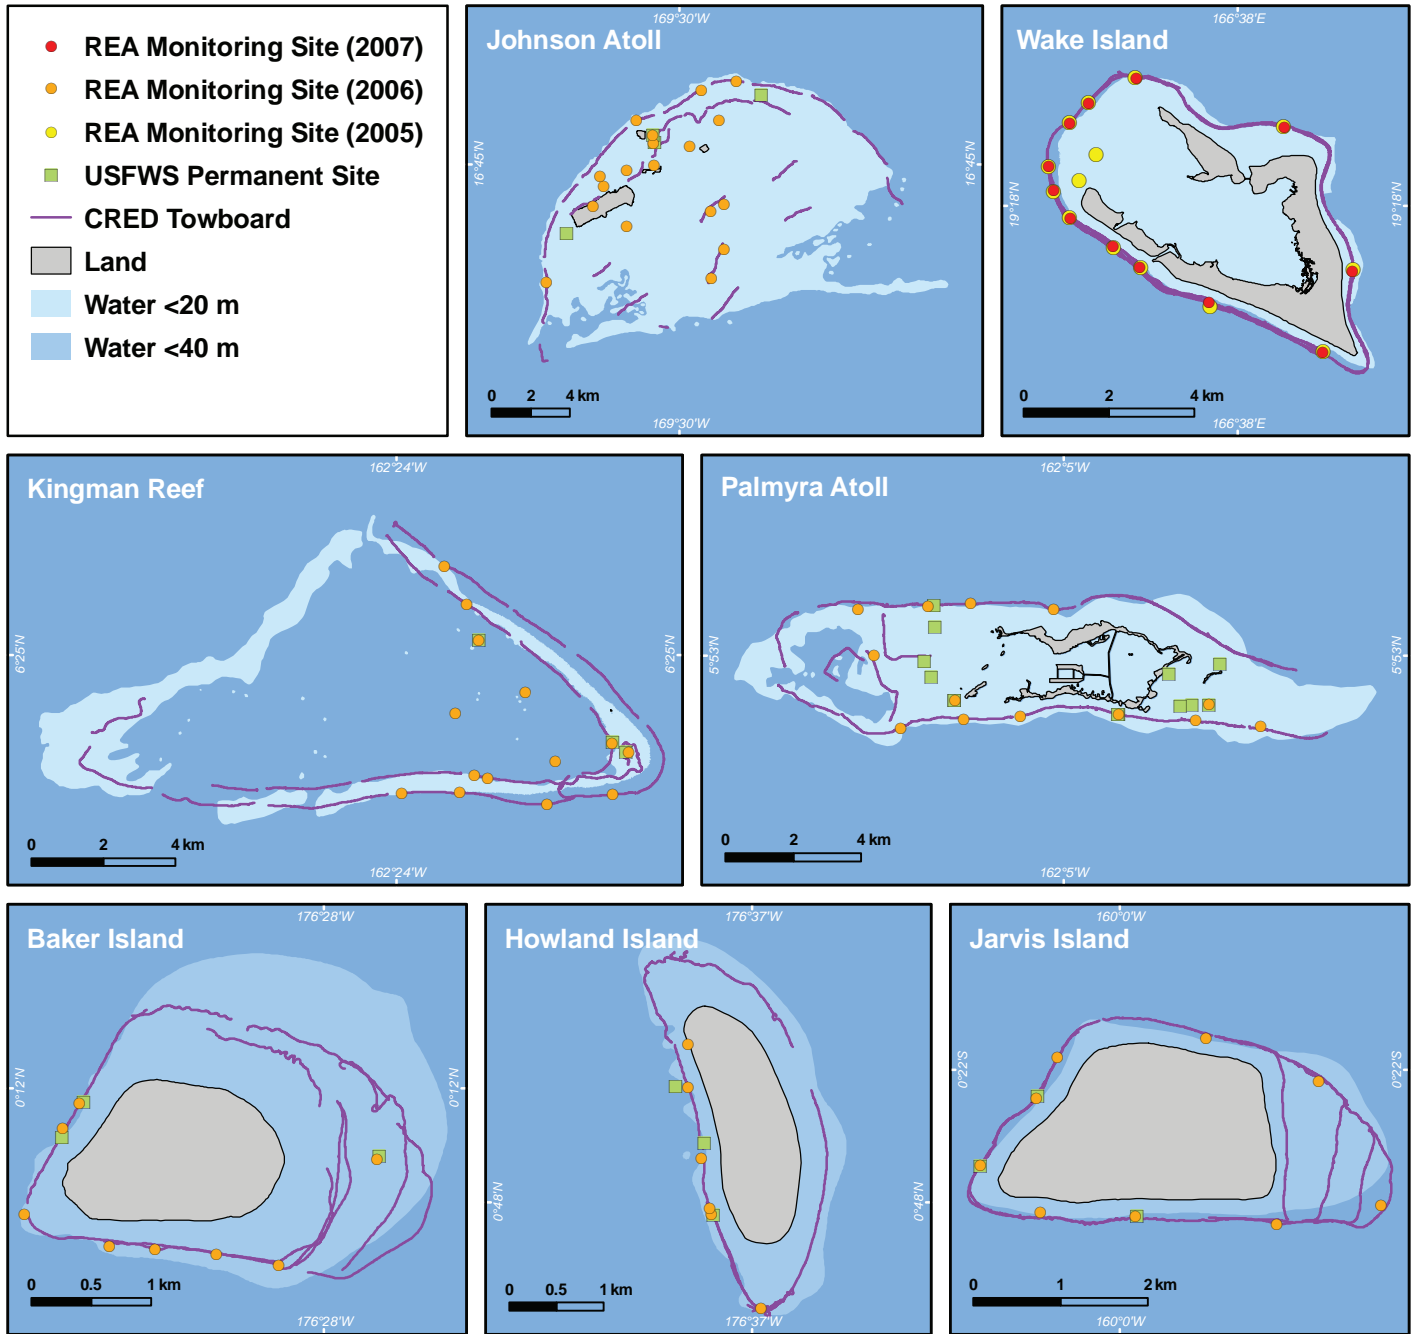 REA Monitoring Site (2007)
REA Monitoring Site (2006)
REA Monitoring Site (2005)
USFWS Permanent Site
CRED Towboard
Land
Water <20 m
Water <40 m
169°30'W
Johnson Atoll
16°45'N
16°45'N
0 2 4 km
169°30'W
166°38'E
Wake Island
19°18'N
19°18'N
0 2 4 km
166°38'E
162°24'W
Kingman Reef
6°25'N
6°25'N
0 2 4 km
162°24'W
162°5'W
Palmyra Atoll
5°53'N
5°53'N
0 2 4 km
162°5'W
176°28'W
Baker Island
0°12'N
0°12'N
0 0.5 1 km
176°28'W
176°37'W
Howland Island
0°48'N
0°48'N
0 0.5 1 km
176°37'W
160°0'W
Jarvis Island
0°22'S
0°22'S
0 1 2 km
160°0'W